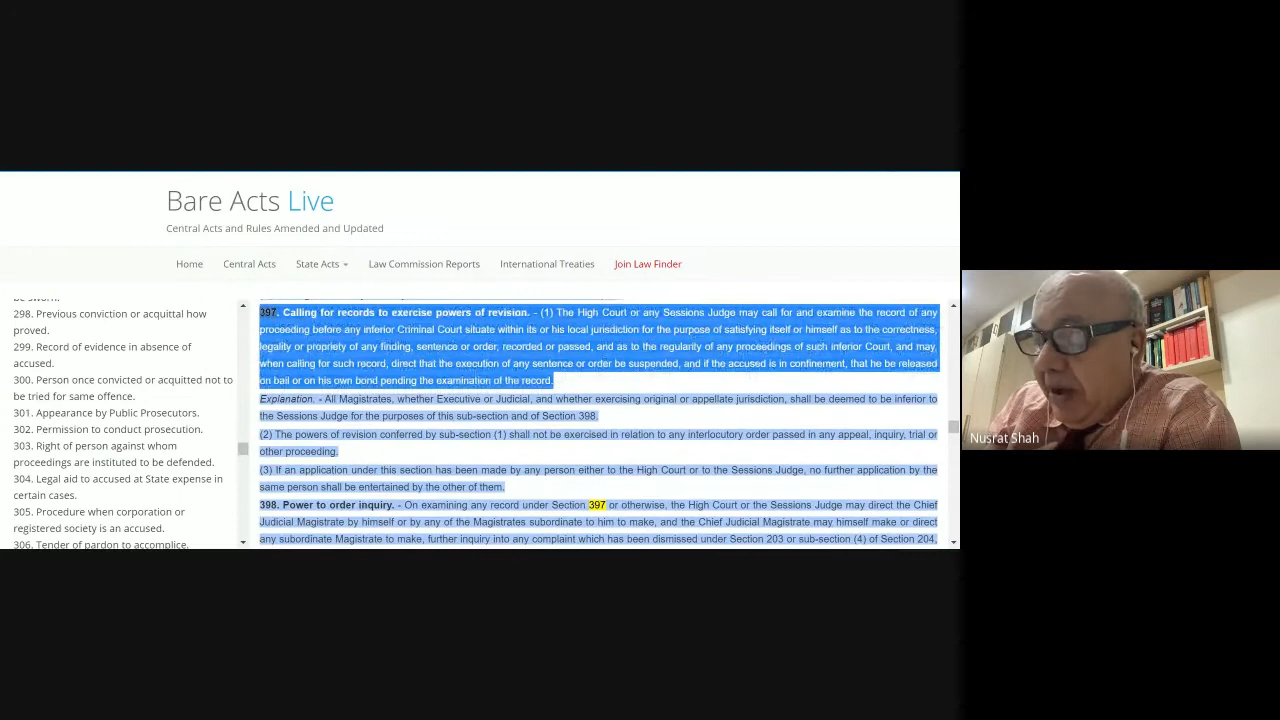 Bare Acts Live
Central Acts and Rules Amended and Updated
Home Central Acts State Acts Law Commission Reports International Treaties Join Law Finder
be sworn.
298. Previous conviction or acquittal how
proved.
299. Record of evidence in absence of
accused.
300. Person once convicted or acquitted not to
be tried for same offence.
301. Appearance by Public Prosecutors.
302. Permission to conduct prosecution.
303. Right of person against whom
proceedings are instituted to be defended.
304. Legal aid to accused at State expense in
certain cases.
305. Procedure when corporation or
registered society is an accused.
306. Tender of pardon to accomplice.
397. Calling for records to exercise powers of revision. - (1) The High Court or any Sessions Judge may call for and examine the record of any
proceeding before any inferior Criminal Court situate within its or his local jurisdiction for the purpose of satisfying itself or himself as to the correctness,
legality or propriety of any finding, sentence or order, recorded or passed, and as to the regularity of any proceedings of such inferior Court, and may,
when calling for such record, direct that the execution of any sentence or order be suspended, and if the accused is in confinement, that he be released
on bail or on his own bond pending the examination of the record.
Explanation. - All Magistrates, whether Executive or Judicial, and whether exercising original or appellate jurisdiction, shall be deemed to be inferior to
the Sessions Judge for the purposes of this sub-section and of Section 398.
(2) The powers of revision conferred by sub-section (1) shall not be exercised in relation to any interlocutory order passed in any appeal, inquiry, trial or
other proceeding.
(3) If an application under this section has been made by any person either to the High Court or to the Sessions Judge, no further application by the
same person shall be entertained by the other of them.
398. Power to order inquiry. - On examining any record under Section 397 or otherwise, the High Court or the Sessions Judge may direct the Chief
Judicial Magistrate by himself or by any of the Magistrates subordinate to him to make, and the Chief Judicial Magistrate may himself make or direct
any subordinate Magistrate to make, further inquiry into any complaint which has been dismissed under Section 203 or sub-section (4) of Section 204,
Nusrat Shah